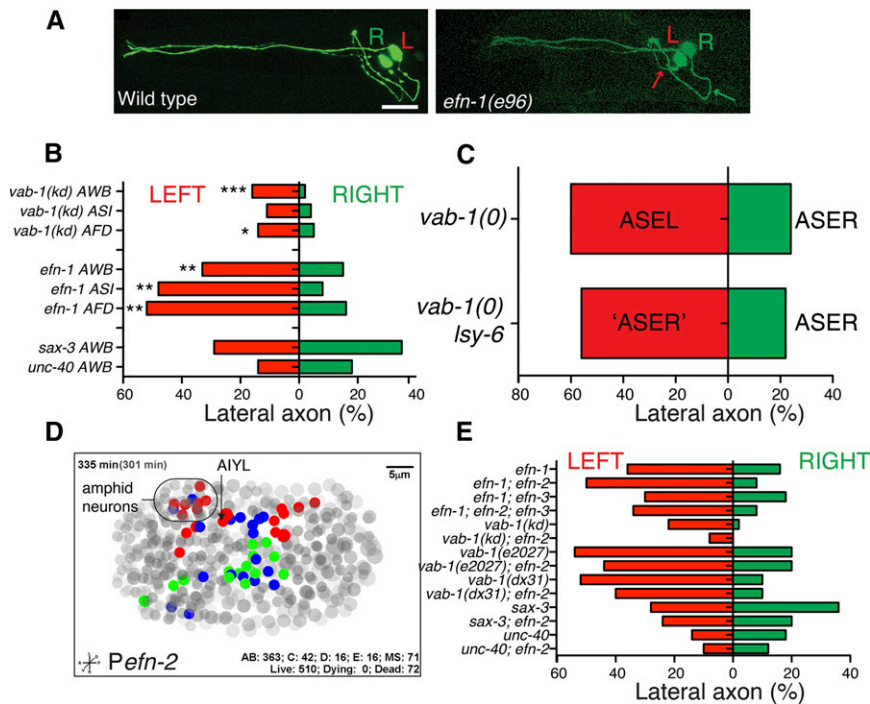 A
R
L
Wild type
L
R
efn-1(e96)
B
LEFT
RIGHT
vab-1(kd) AWB
***
vab-1(kd) ASI
vab-1(kd) AFD
*
efn-1 AWB
**
efn-1 ASI
**
efn-1 AFD
**
sax-3 AWB
unc-40 AWB
60 40 20 0 20 40
Lateral axon (%)
C
vab-1(0)
ASEL
ASER
vab-1(0)
lsy-6
‘ASER’
ASER
80 60 40 20 0 20 40
Lateral axon (%)
D
335 min(301 min)
AIYL
5µm
amphid
neurons
Pefn-2
AB: 363; C: 42; D: 16; E: 16; MS: 71
Live: 510; Dying: 0; Dead: 72
E
LEFT
RIGHT
efn-1
efn-1; efn-2
efn-1; efn-3
efn-1; efn-2; efn-3
vab-1(kd)
vab-1(kd); efn-2
vab-1(e2027)
vab-1(e2027); efn-2
vab-1(dx31)
vab-1(dx31); efn-2
sax-3
sax-3; efn-2
unc-40
unc-40; efn-2
60 40 20 0 20 40
Lateral axon (%)